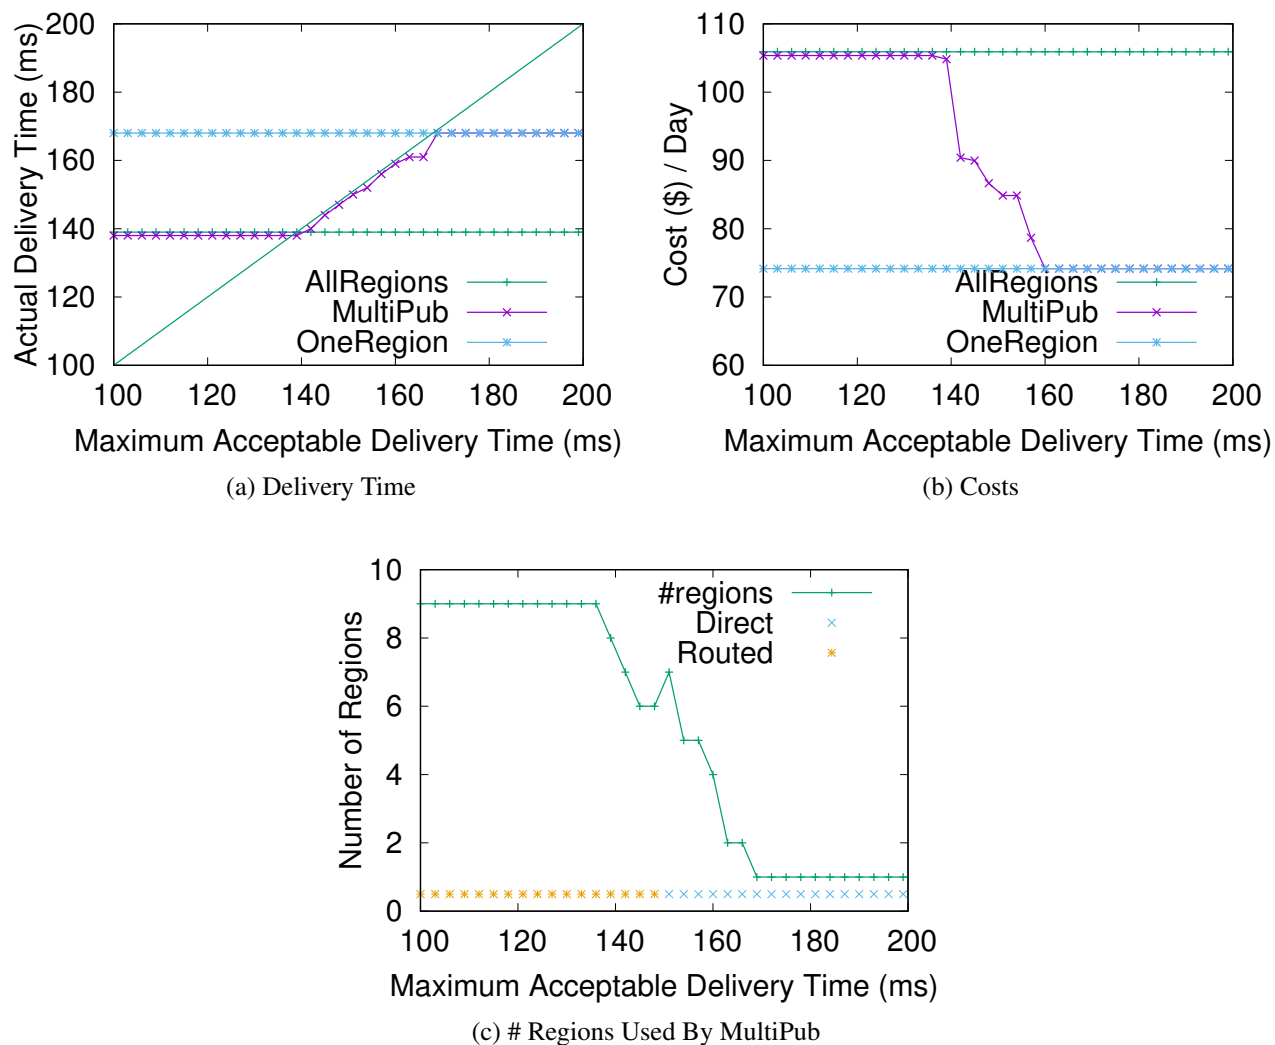 200
180
160
140
120
100
Actual Delivery Time (ms)
AllRegions
MultiPub
OneRegion
100 120 140 160 180 200
Maximum Acceptable Delivery Time (ms)
(a) Delivery Time
110
100
90
80
70
60
Cost ($) / Day
AllRegions
MultiPub
OneRegion
100 120 140 160 180 200
Maximum Acceptable Delivery Time (ms)
(b) Costs
10
8
6
4
2
0
Number of Regions
#regions
Direct
Routed
100 120 140 160 180 200
Maximum Acceptable Delivery Time (ms)
(c) # Regions Used By MultiPub